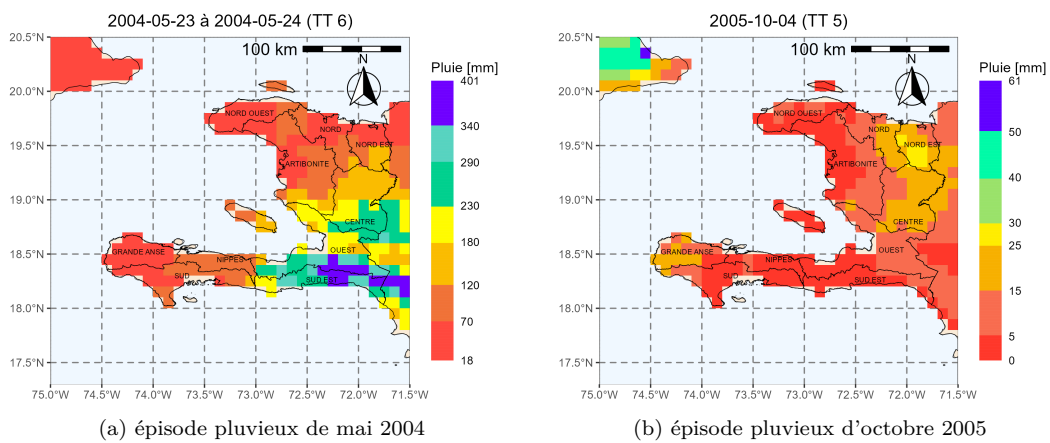 2004-05-23 à 2004-05-24 (TT 6)
20.5°N
20.0°N
19.5°N
19.0°N
18.5°N
18.0°N
17.5°N
75.0°W 74.5°W 74.0°W 73.5°W 73.0°W 72.5°W 72.0°W 71.5°W
100 km
N
NORD OUEST
NORD
NORD EST
ARTIBONITE
CENTRE
OUEST
GRANDE ANSE
NIPPES
SUD
SUD EST
Pluie [mm]
401
340
290
230
180
120
70
18
(a) épisode pluvieux de mai 2004
2005-10-04 (TT 5)
20.5°N
20.0°N
19.5°N
19.0°N
18.5°N
18.0°N
17.5°N
75.0°W 74.5°W 74.0°W 73.5°W 73.0°W 72.5°W 72.0°W 71.5°W
100 km
N
NORD OUEST
NORD
NORD EST
ARTIBONITE
CENTRE
OUEST
GRANDE ANSE
NIPPES
SUD
SUD EST
Pluie [mm]
61
50
40
30
25
15
5
0
(b) épisode pluvieux d'octobre 2005